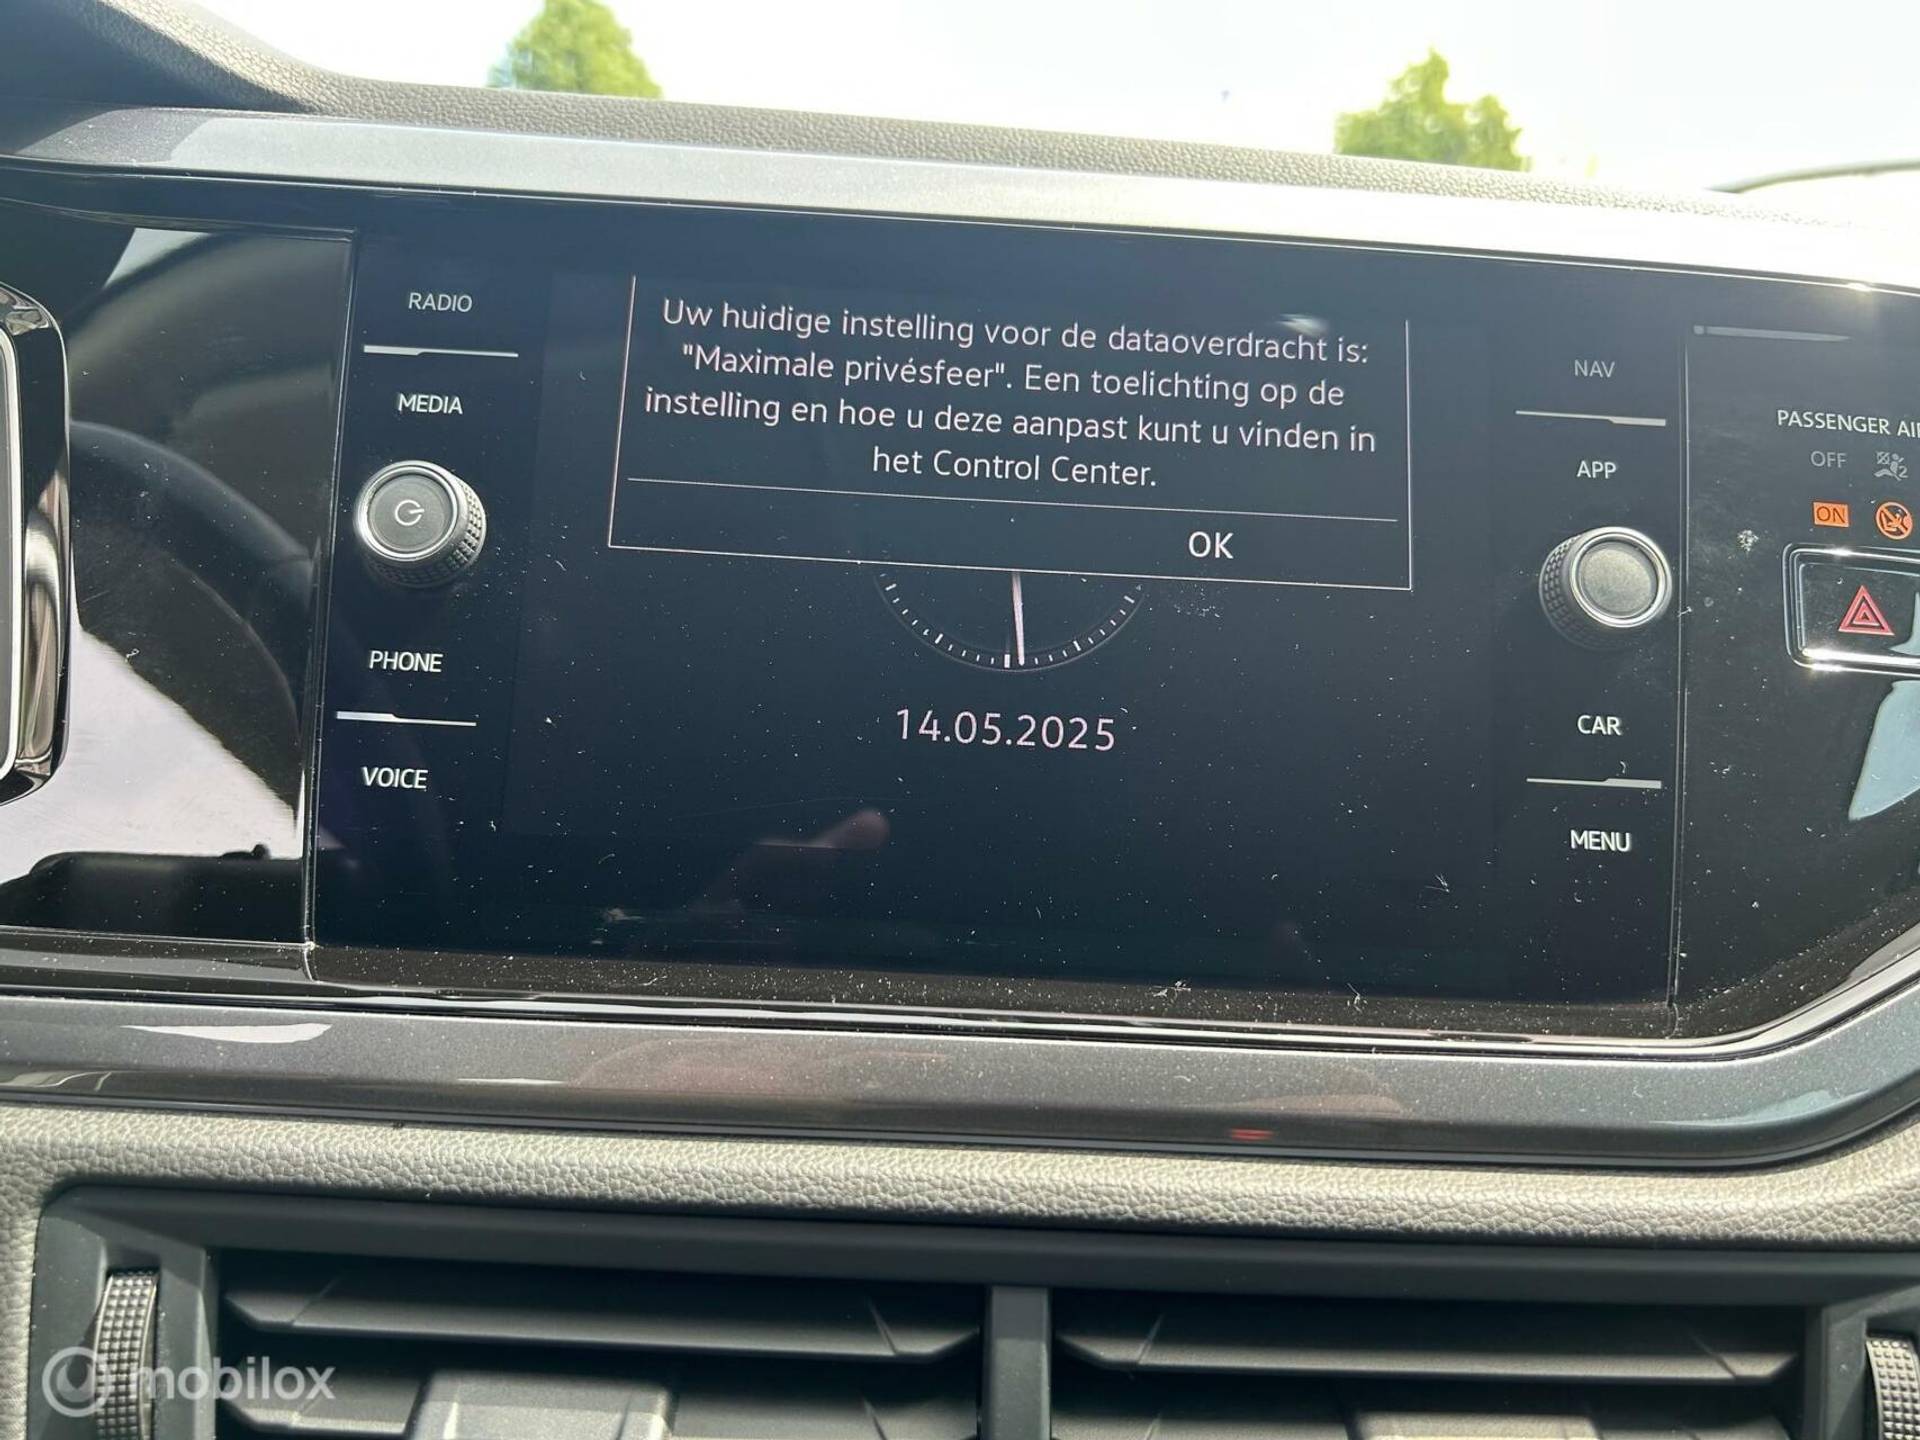 RADIO
MEDIA
PHONE
VOICE
Uw huidige instelling voor de dataoverdracht is:
"Maximale privésfeer". Een toelichting op de
instelling en hoe u deze aanpast kunt u vinden in
het Control Center.
OK
14.05.2025
NAV
APP
CAR
MENU
PASSENGER AI
OFF
2
ON
mobilox